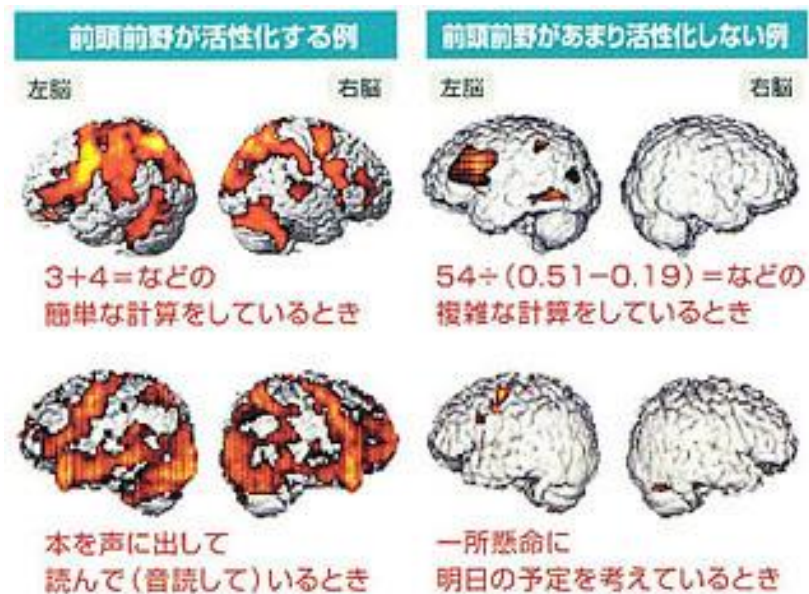 前頭前野が活性化する例
左脳
右脳
3+4=などの
簡単な計算をしているとき
本を声に出して
読んで(音読して)いるとき
前頭前野があまり活性化しない例
左脳
右脳
54÷(0.51−0.19)=などの
複雑な計算をしているとき
一所懸命に
明日の予定を考えているとき